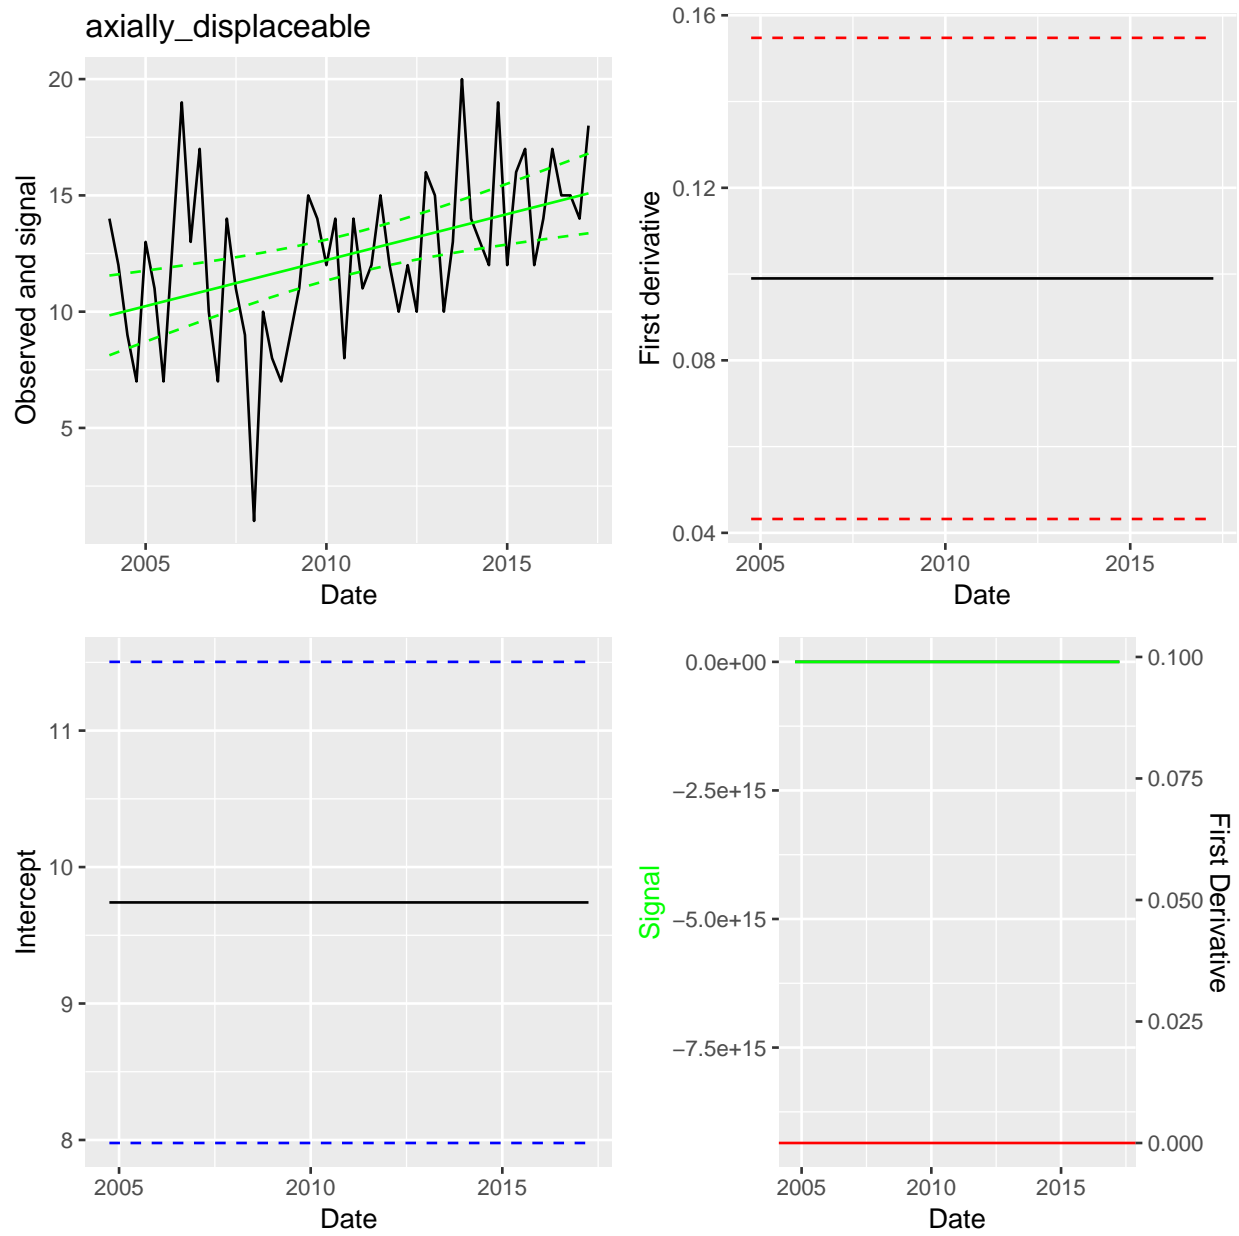 axially_displaceable
Observed and signal
20
15
10
5
2005 2010 2015
Date
First derivative
0.16
0.12
0.08
0.04
2005 2010 2015
Date
Intercept
11
10
9
8
2005 2010 2015
Date
Signal
0.0e+00
−2.5e+15
−5.0e+15
−7.5e+15
0.100
0.075
0.050
0.025
0.000
First Derivative
2005 2010 2015
Date